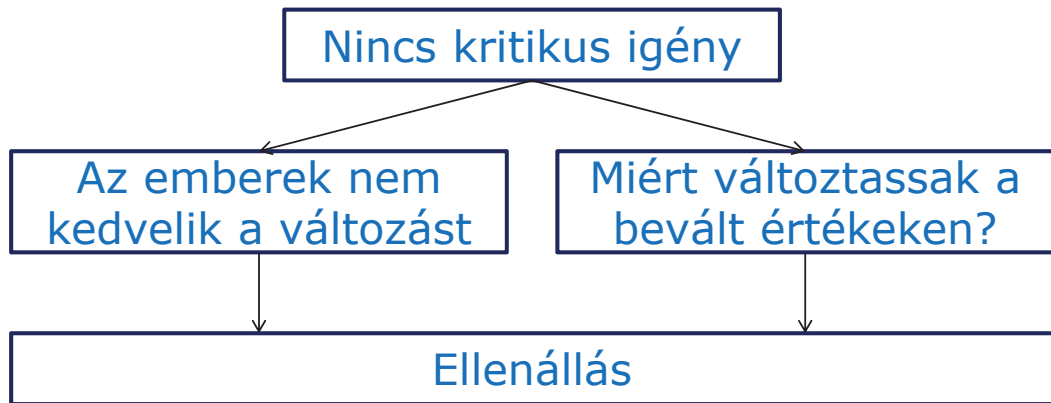 Nincs kritikus igény
Az emberek nem
kedvelik a változást
Miért változtassak a
bevált értékeken?
Ellenállás